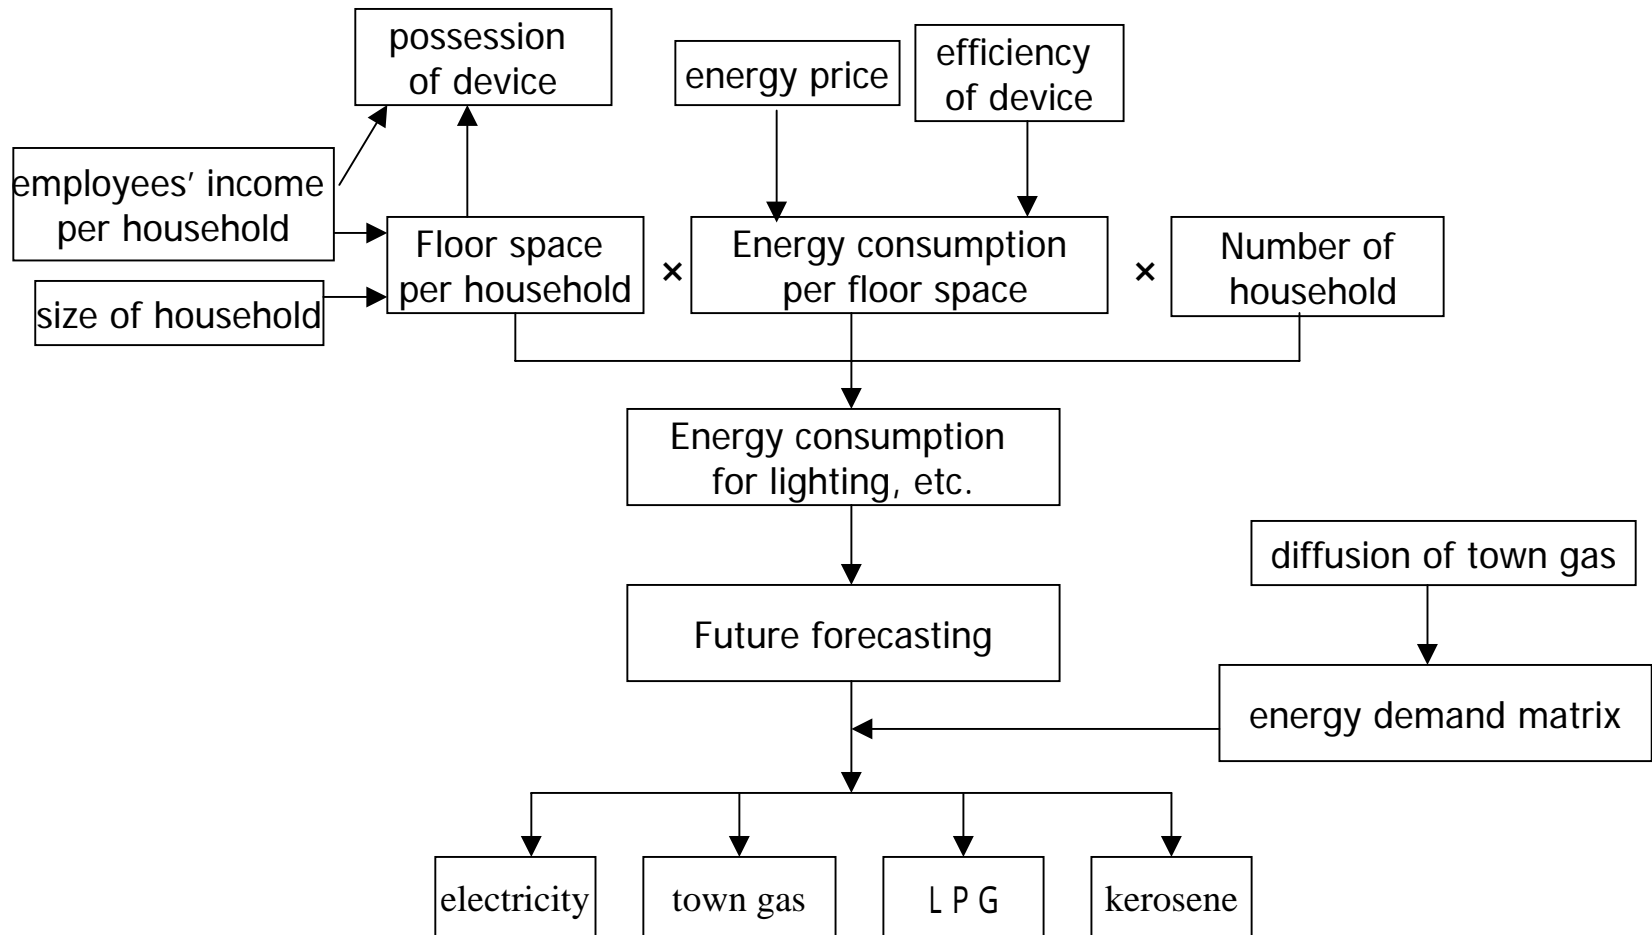 possession
of device
energy price
efficiency
of device
employees’ income
per household
size of household
Floor space
per household
×
Energy consumption
per floor space
×
Number of
household
Energy consumption
for lighting, etc.
diffusion of town gas
Future forecasting
energy demand matrix
electricity
town gas
ＬＰＧ
kerosene